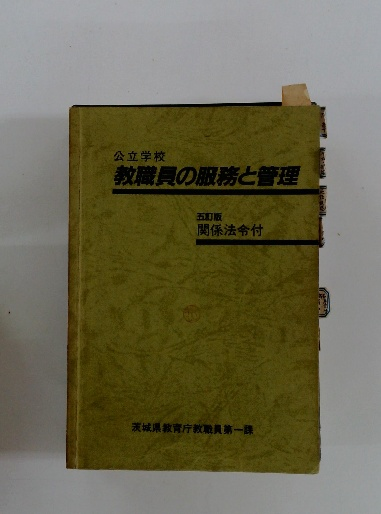 公立学校
教職員の服務と管理
五訂版
関係法令付
茨城県教育庁教職員第一課